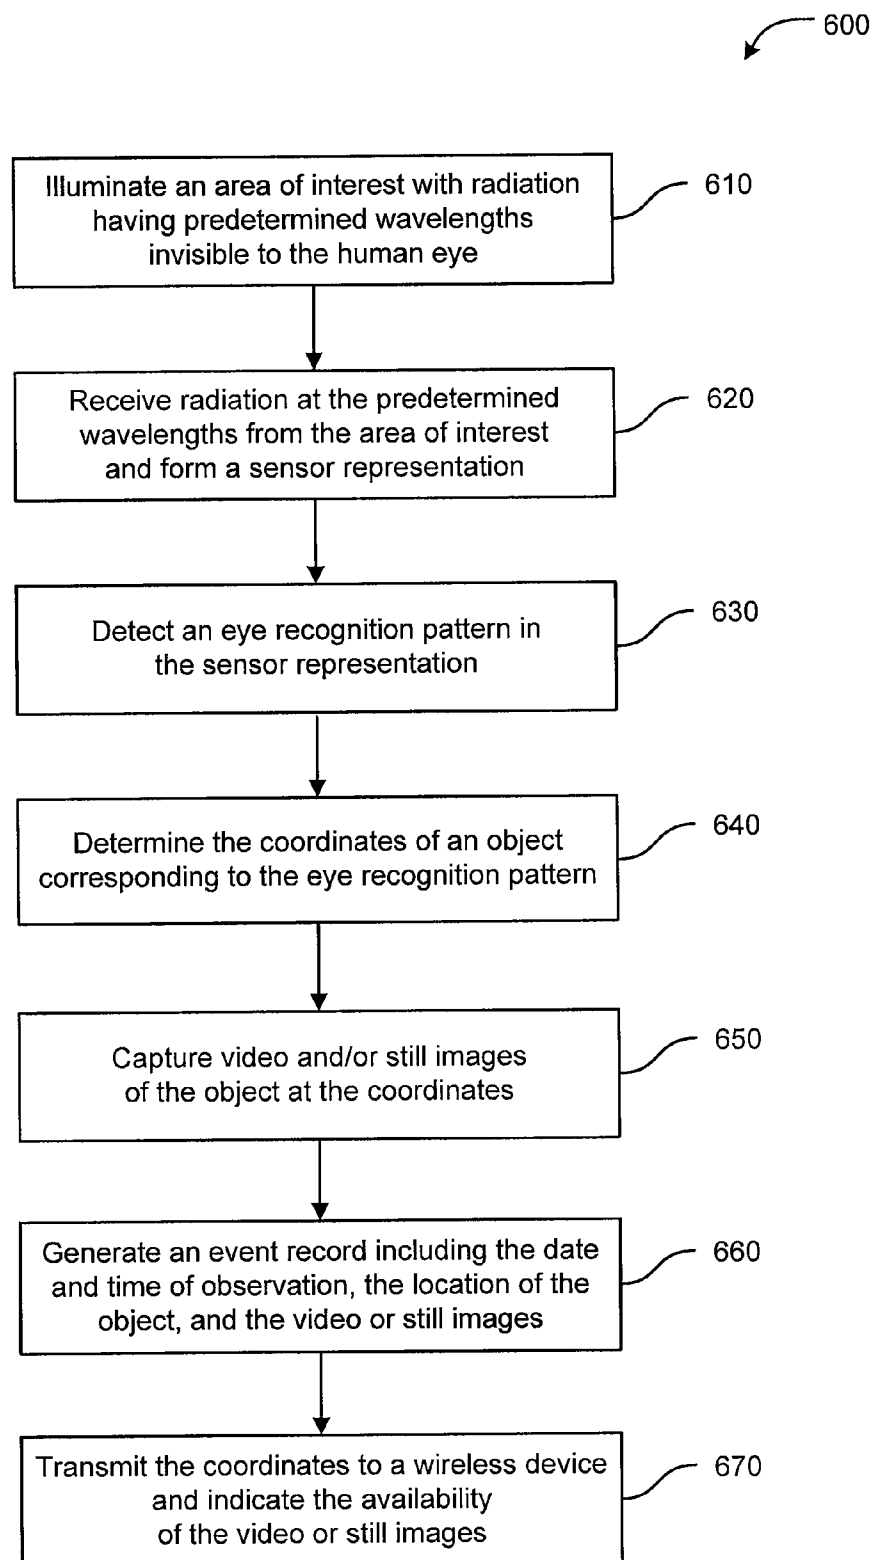 600
Illuminate an area of interest with radiation
having predetermined wavelengths
invisible to the human eye
610
Receive radiation at the predetermined
wavelengths from the area of interest
and form a sensor representation
620
Detect an eye recognition pattern in
the sensor representation
630
Determine the coordinates of an object
corresponding to the eye recognition pattern
640
Capture video and/or still images
of the object at the coordinates
650
Generate an event record including the date
and time of observation, the location of the
object, and the video or still images
660
Transmit the coordinates to a wireless device
and indicate the availability
of the video or still images
670